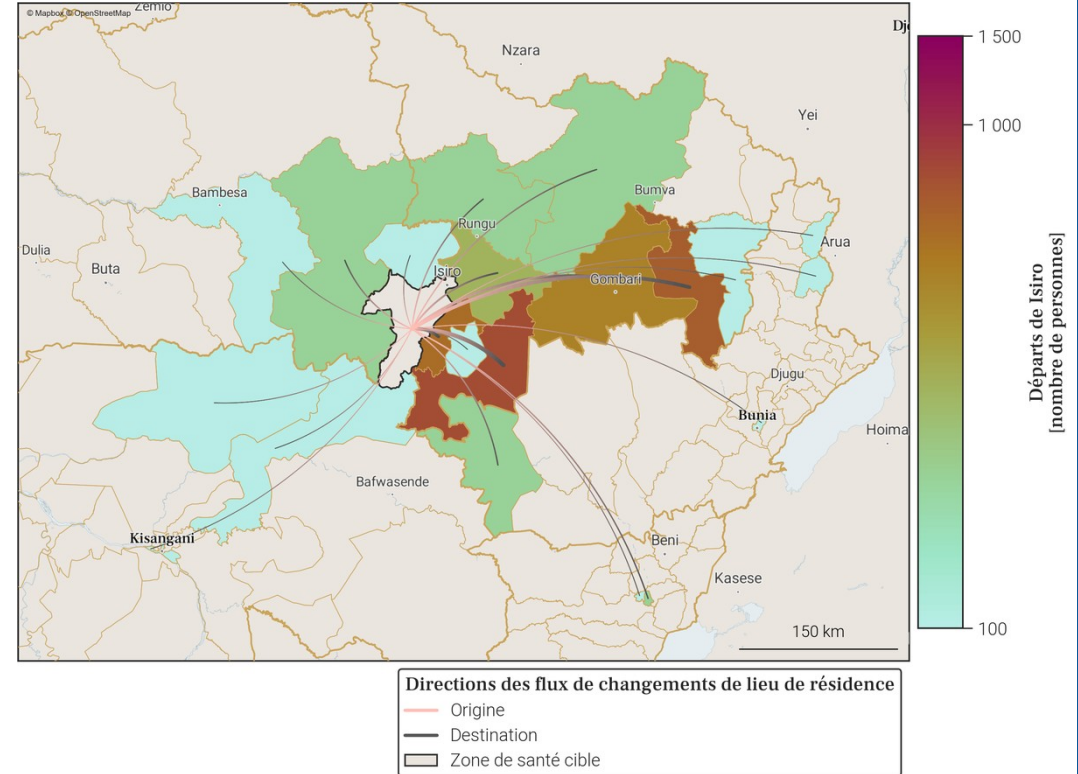 © Mapbox © OpenStreetMap
Zemio
Nzara
Yei
Bambesa
Bumva
Rungu
Arua
Dulia
Buta
Isiro
Gombari
Djugu
Bunia
Hoima
Bafwasende
Kisangani
Beni
Kasese
150 km
1 500
1 000
100
Départs de Isiro
[nombre de personnes]
Directions des flux de changements de lieu de résidence
Origine
Destination
Zone de santé cible